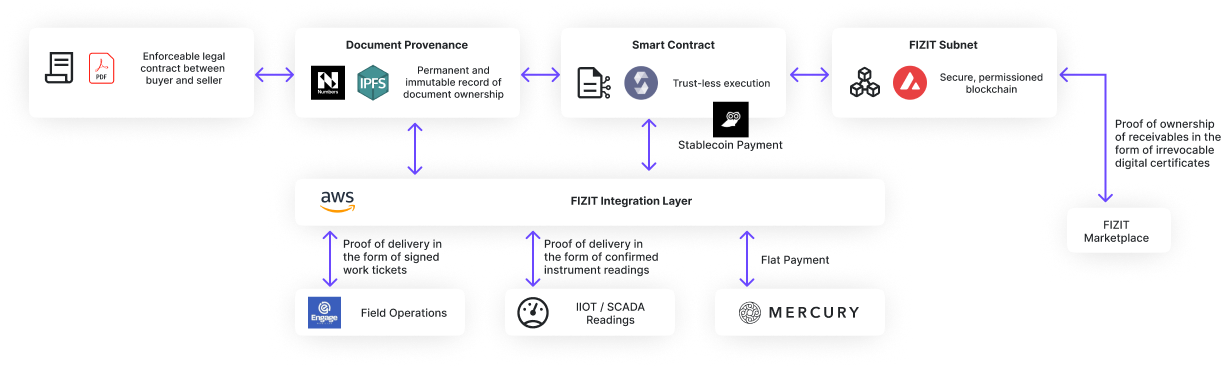 PDF
Enforceable legal
contract between
buyer and seller
Document Provenance
Numbers
IPFS
Permanent and
immutable record of
document ownership
Smart Contract
Trust-less execution
Stablecoin Payment
FIZIT Subnet
Secure, permissioned
blockchain
Proof of ownership
of receivables in the
form of irrevocable
digital certificates
FIZIT
Marketplace
aws
FIZIT Integration Layer
Proof of delivery in
the form of signed
work tickets
Proof of delivery in
the form of confirmed
instrument readings
Flat Payment
Engage
Field Operations
IIOT / SCADA
Readings
MERCURY